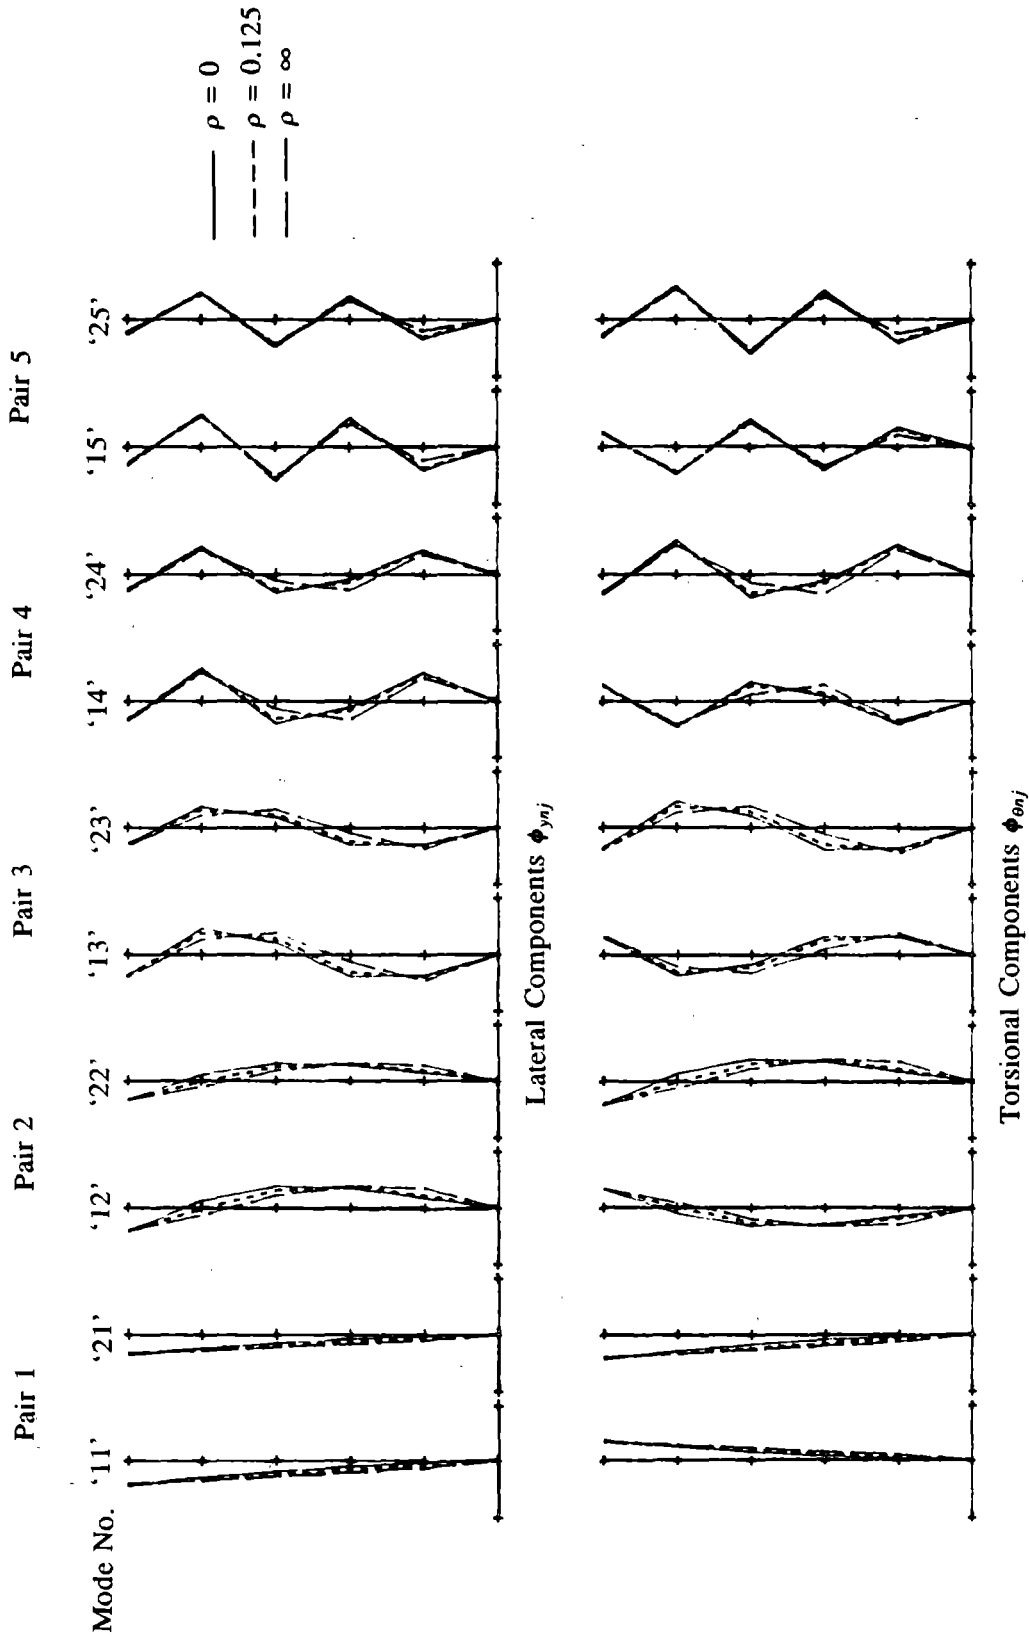 Pair 1 Pair 2 Pair 3 Pair 4 Pair 5
Mode No. '11' '21' '12' '22' '13' '23' '14' '24' '15' '25'
ρ = 0
ρ = 0.125
ρ = ∞
Lateral Components ϕynj
Torsional Components ϕθnj